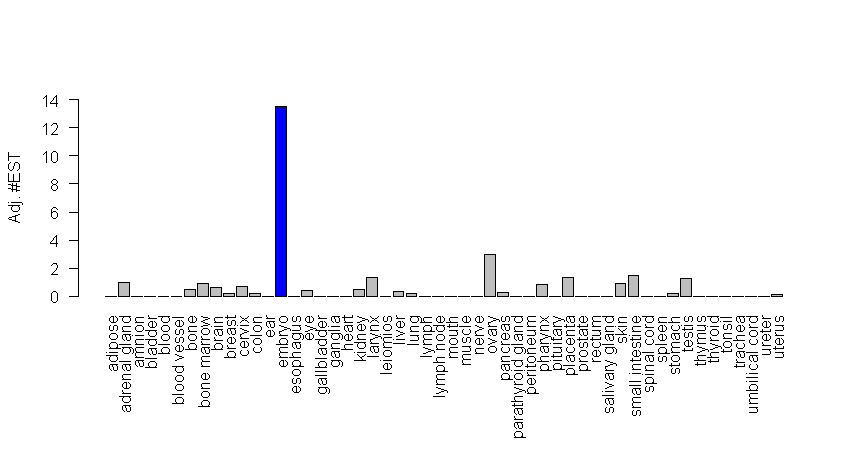 Adj. #EST
14
12
10
8
6
4
2
0
adipose
adrenal gland
amnion
bladder
blood
blood vessel
bone
bone marrow
brain
breast
cervix
colon
ear
embryo
esophagus
eye
gallbladder
ganglia
heart
kidney
larynx
leiomios
liver
lung
lymph
lymph node
mouth
muscle
nerve
ovary
pancreas
parathyroid gland
peritoneum
pharynx
pituitary
placenta
prostate
rectum
salivary gland
skin
small intestine
spinal cord
spleen
stomach
testis
thymus
thyroid
tonsil
trachea
umbilical cord
ureter
uterus